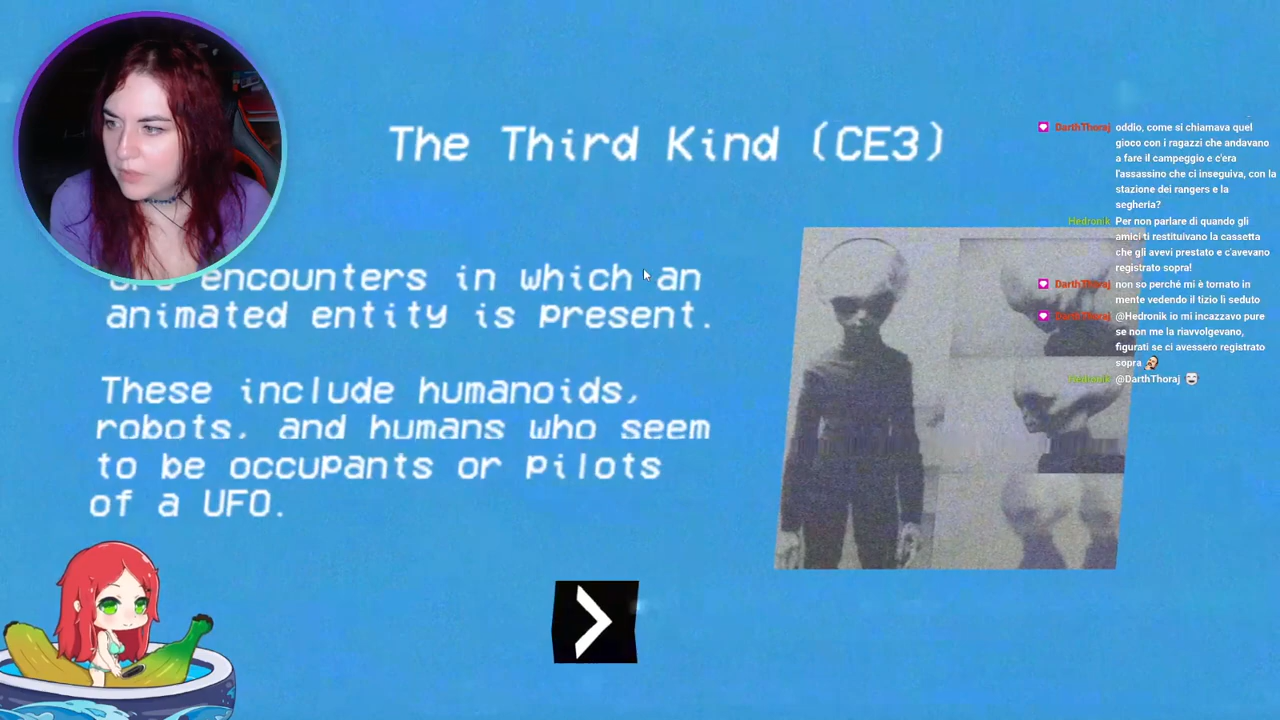 The Third Kind (CE3)
encounters in which an
animated entity is present.
These include humanoids,
robots, and humans who seem
to be occupants or pilots
of a UFO.
DarthThoraj oddio, come si chiamava quel
gioco con i ragazzi che andavano
a fare il campeggio e c'era
l'assassino che ci inseguiva, con la
stazione dei rangers e la
segheria?
Hedronik Per non parlare di quando gli
amici ti restituivano la cassetta
che gli avevi prestato e c'avevano
registrato sopra!
DarthThoraj non so perché mi è tornato in
mente vedendo il tizio lì seduto
DarthThoraj @Hedronik io mi incazzavo pure
se non me la riavvolgevano,
figurati se ci avessero registrato
sopra
Hedronik @DarthThoraj